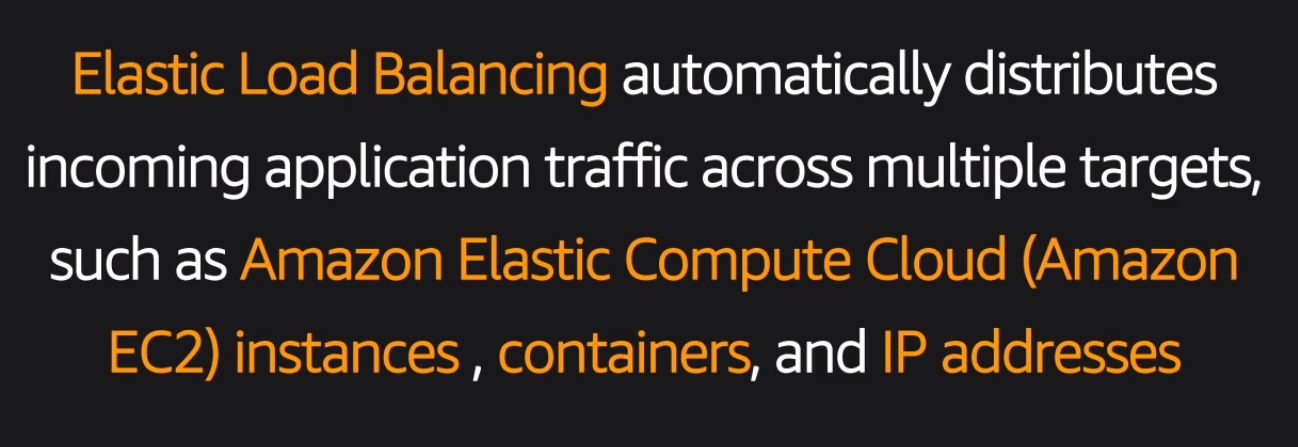 Elastic Load Balancing automatically distributes
incoming application traffic across multiple targets,
such as Amazon Elastic Compute Cloud (Amazon
EC2) instances , containers, and IP addresses